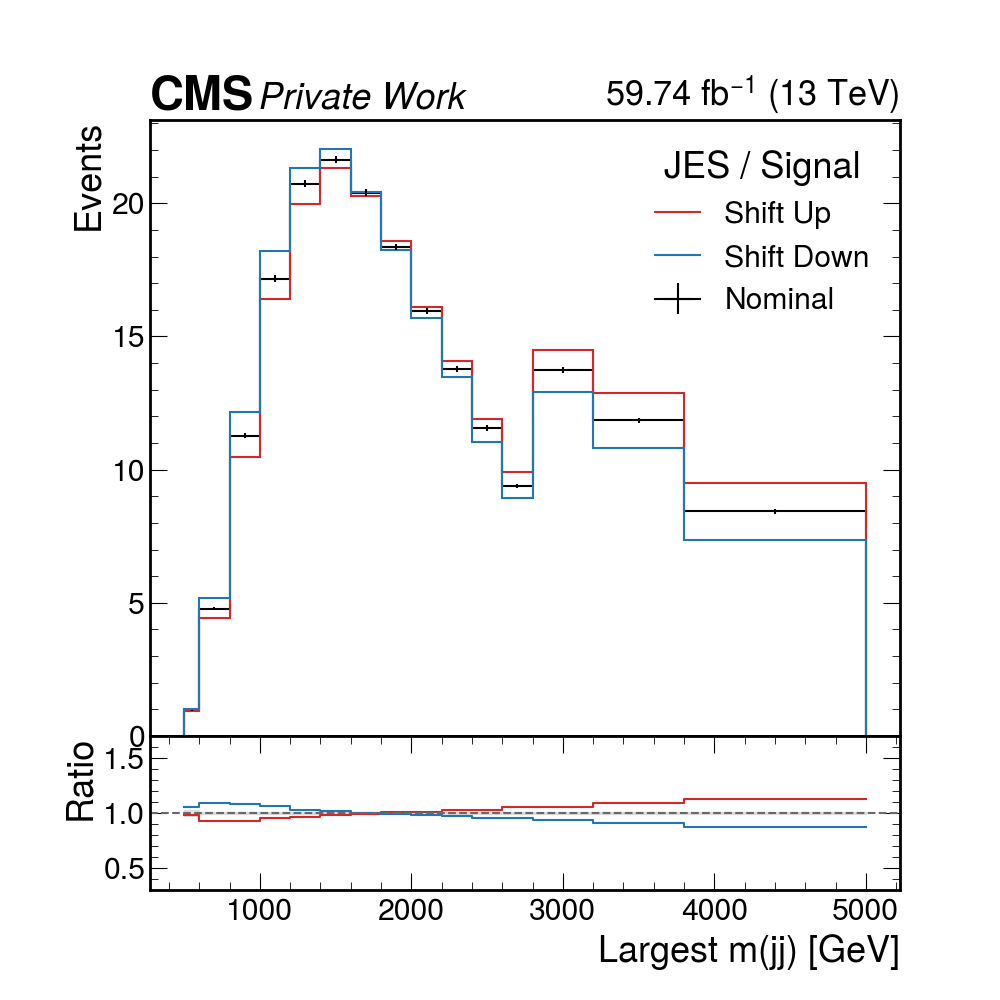 CMS Private Work 59.74 fb⁻¹ (13 TeV)
Events
JES / Signal
Shift Up
Shift Down
Nominal
20
15
10
5
0
Ratio
1.5
1.0
0.5
1000 2000 3000 4000 5000
Largest m(jj) [GeV]